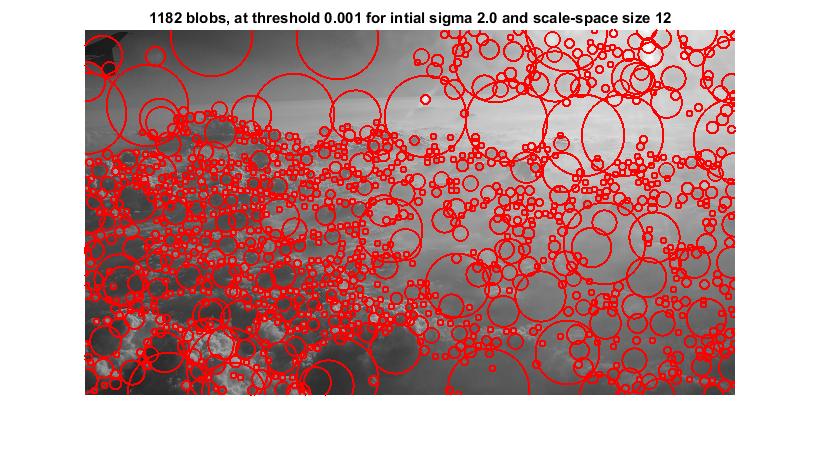 1182 blobs, at threshold 0.001 for intial sigma 2.0 and scale-space size 12